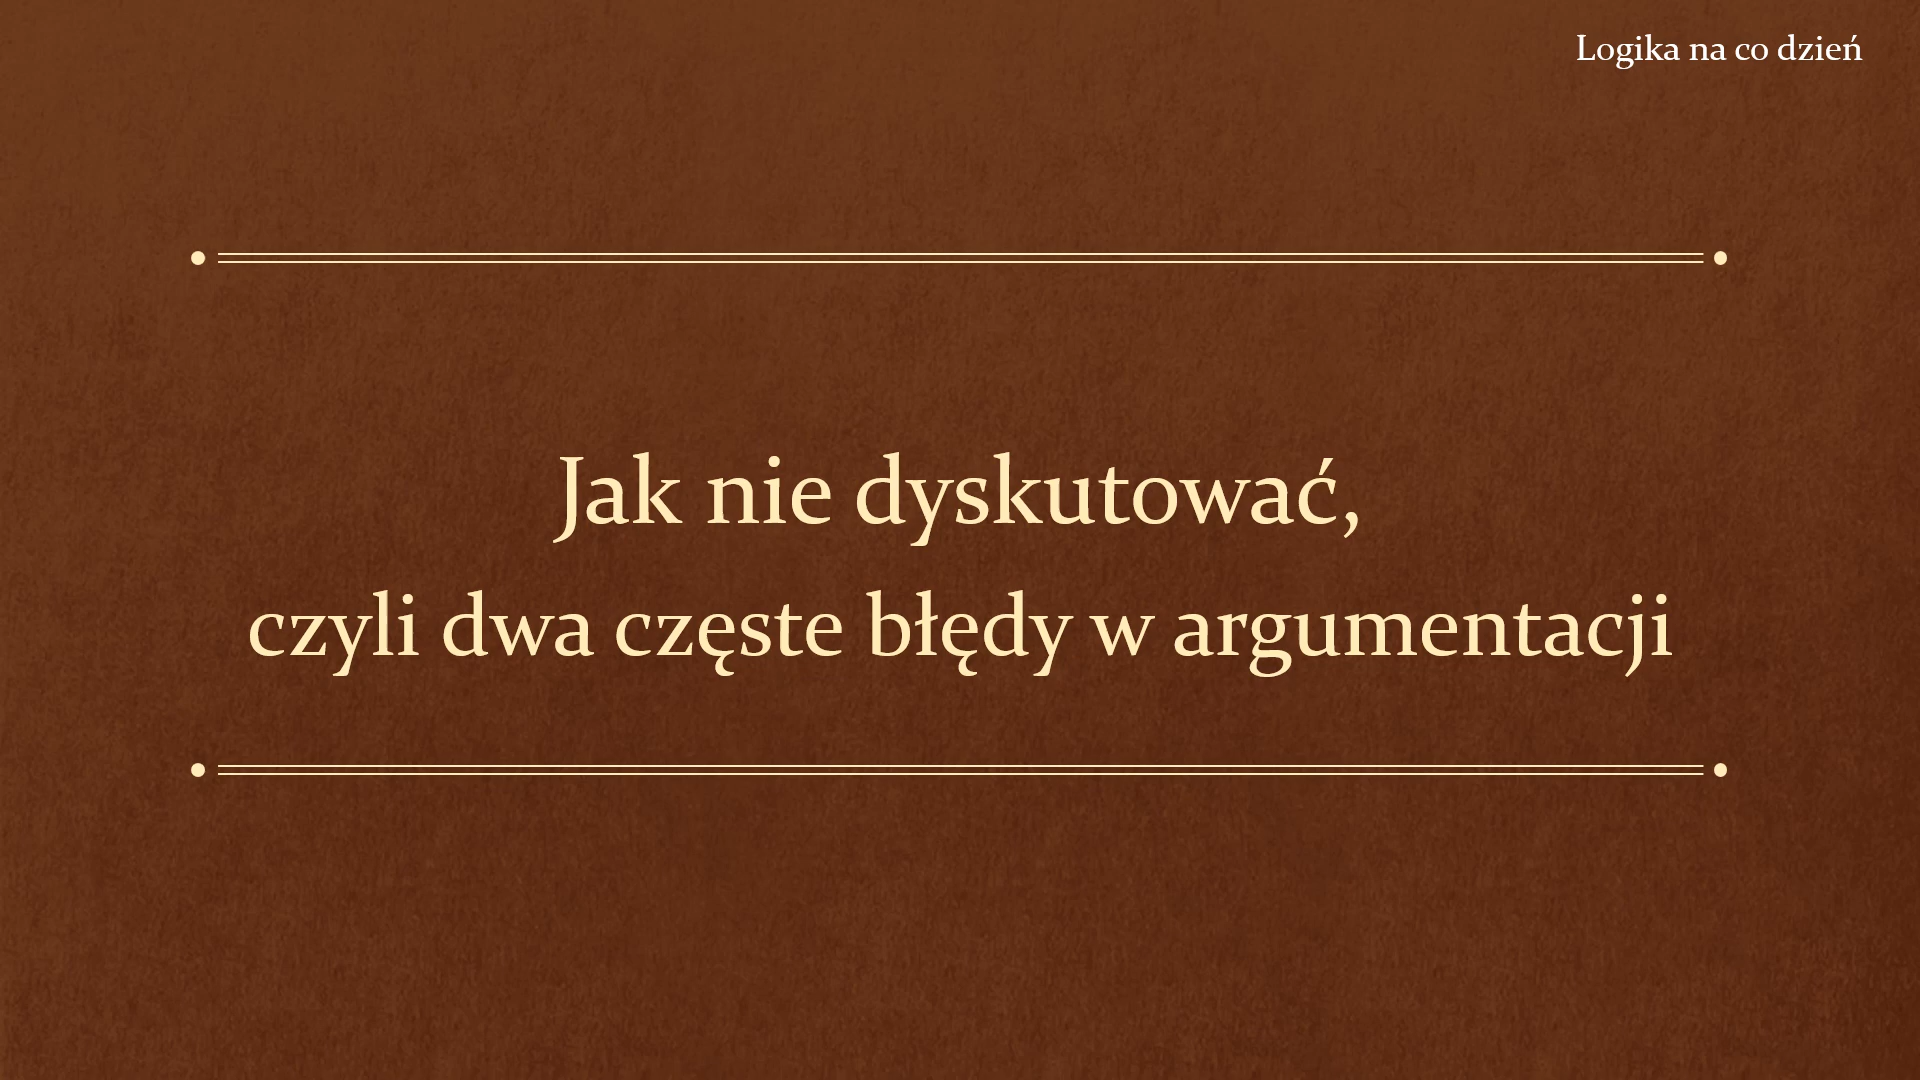 Logika na co dzień
Jak nie dyskutować,
czyli dwa częste błędy w argumentacji